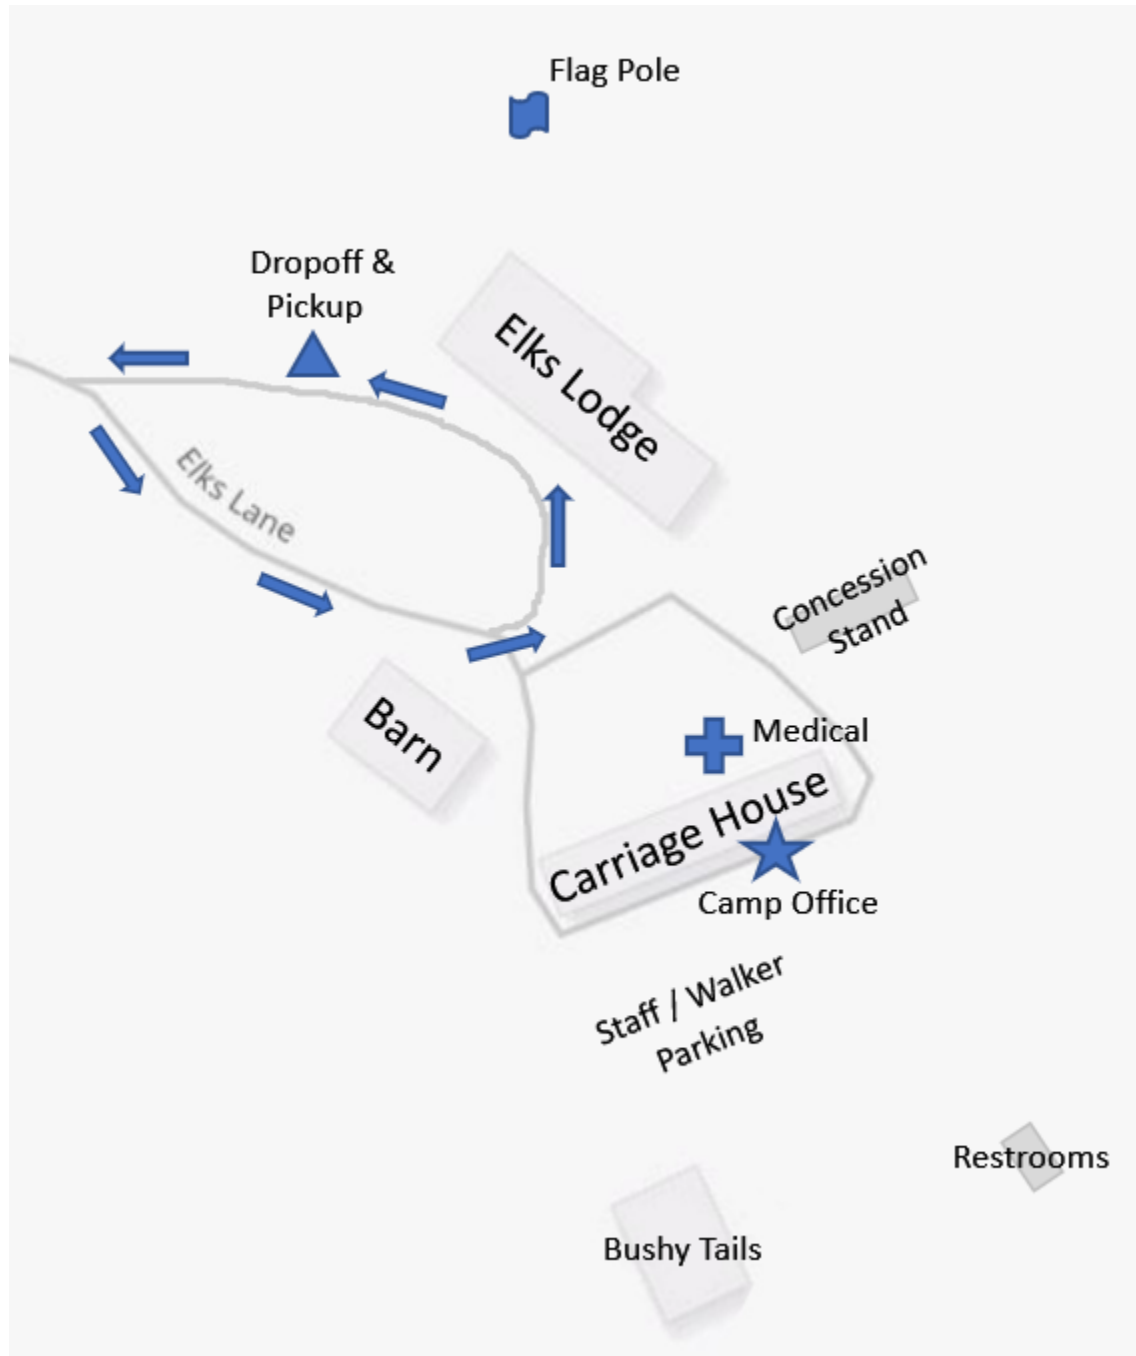 Flag Pole
Dropoff &
Pickup
Elks Lodge
Elks Lane
Concession
Stand
Barn
Medical
Carriage House
Camp Office
Staff / Walker
Parking
Restrooms
Bushy Tails